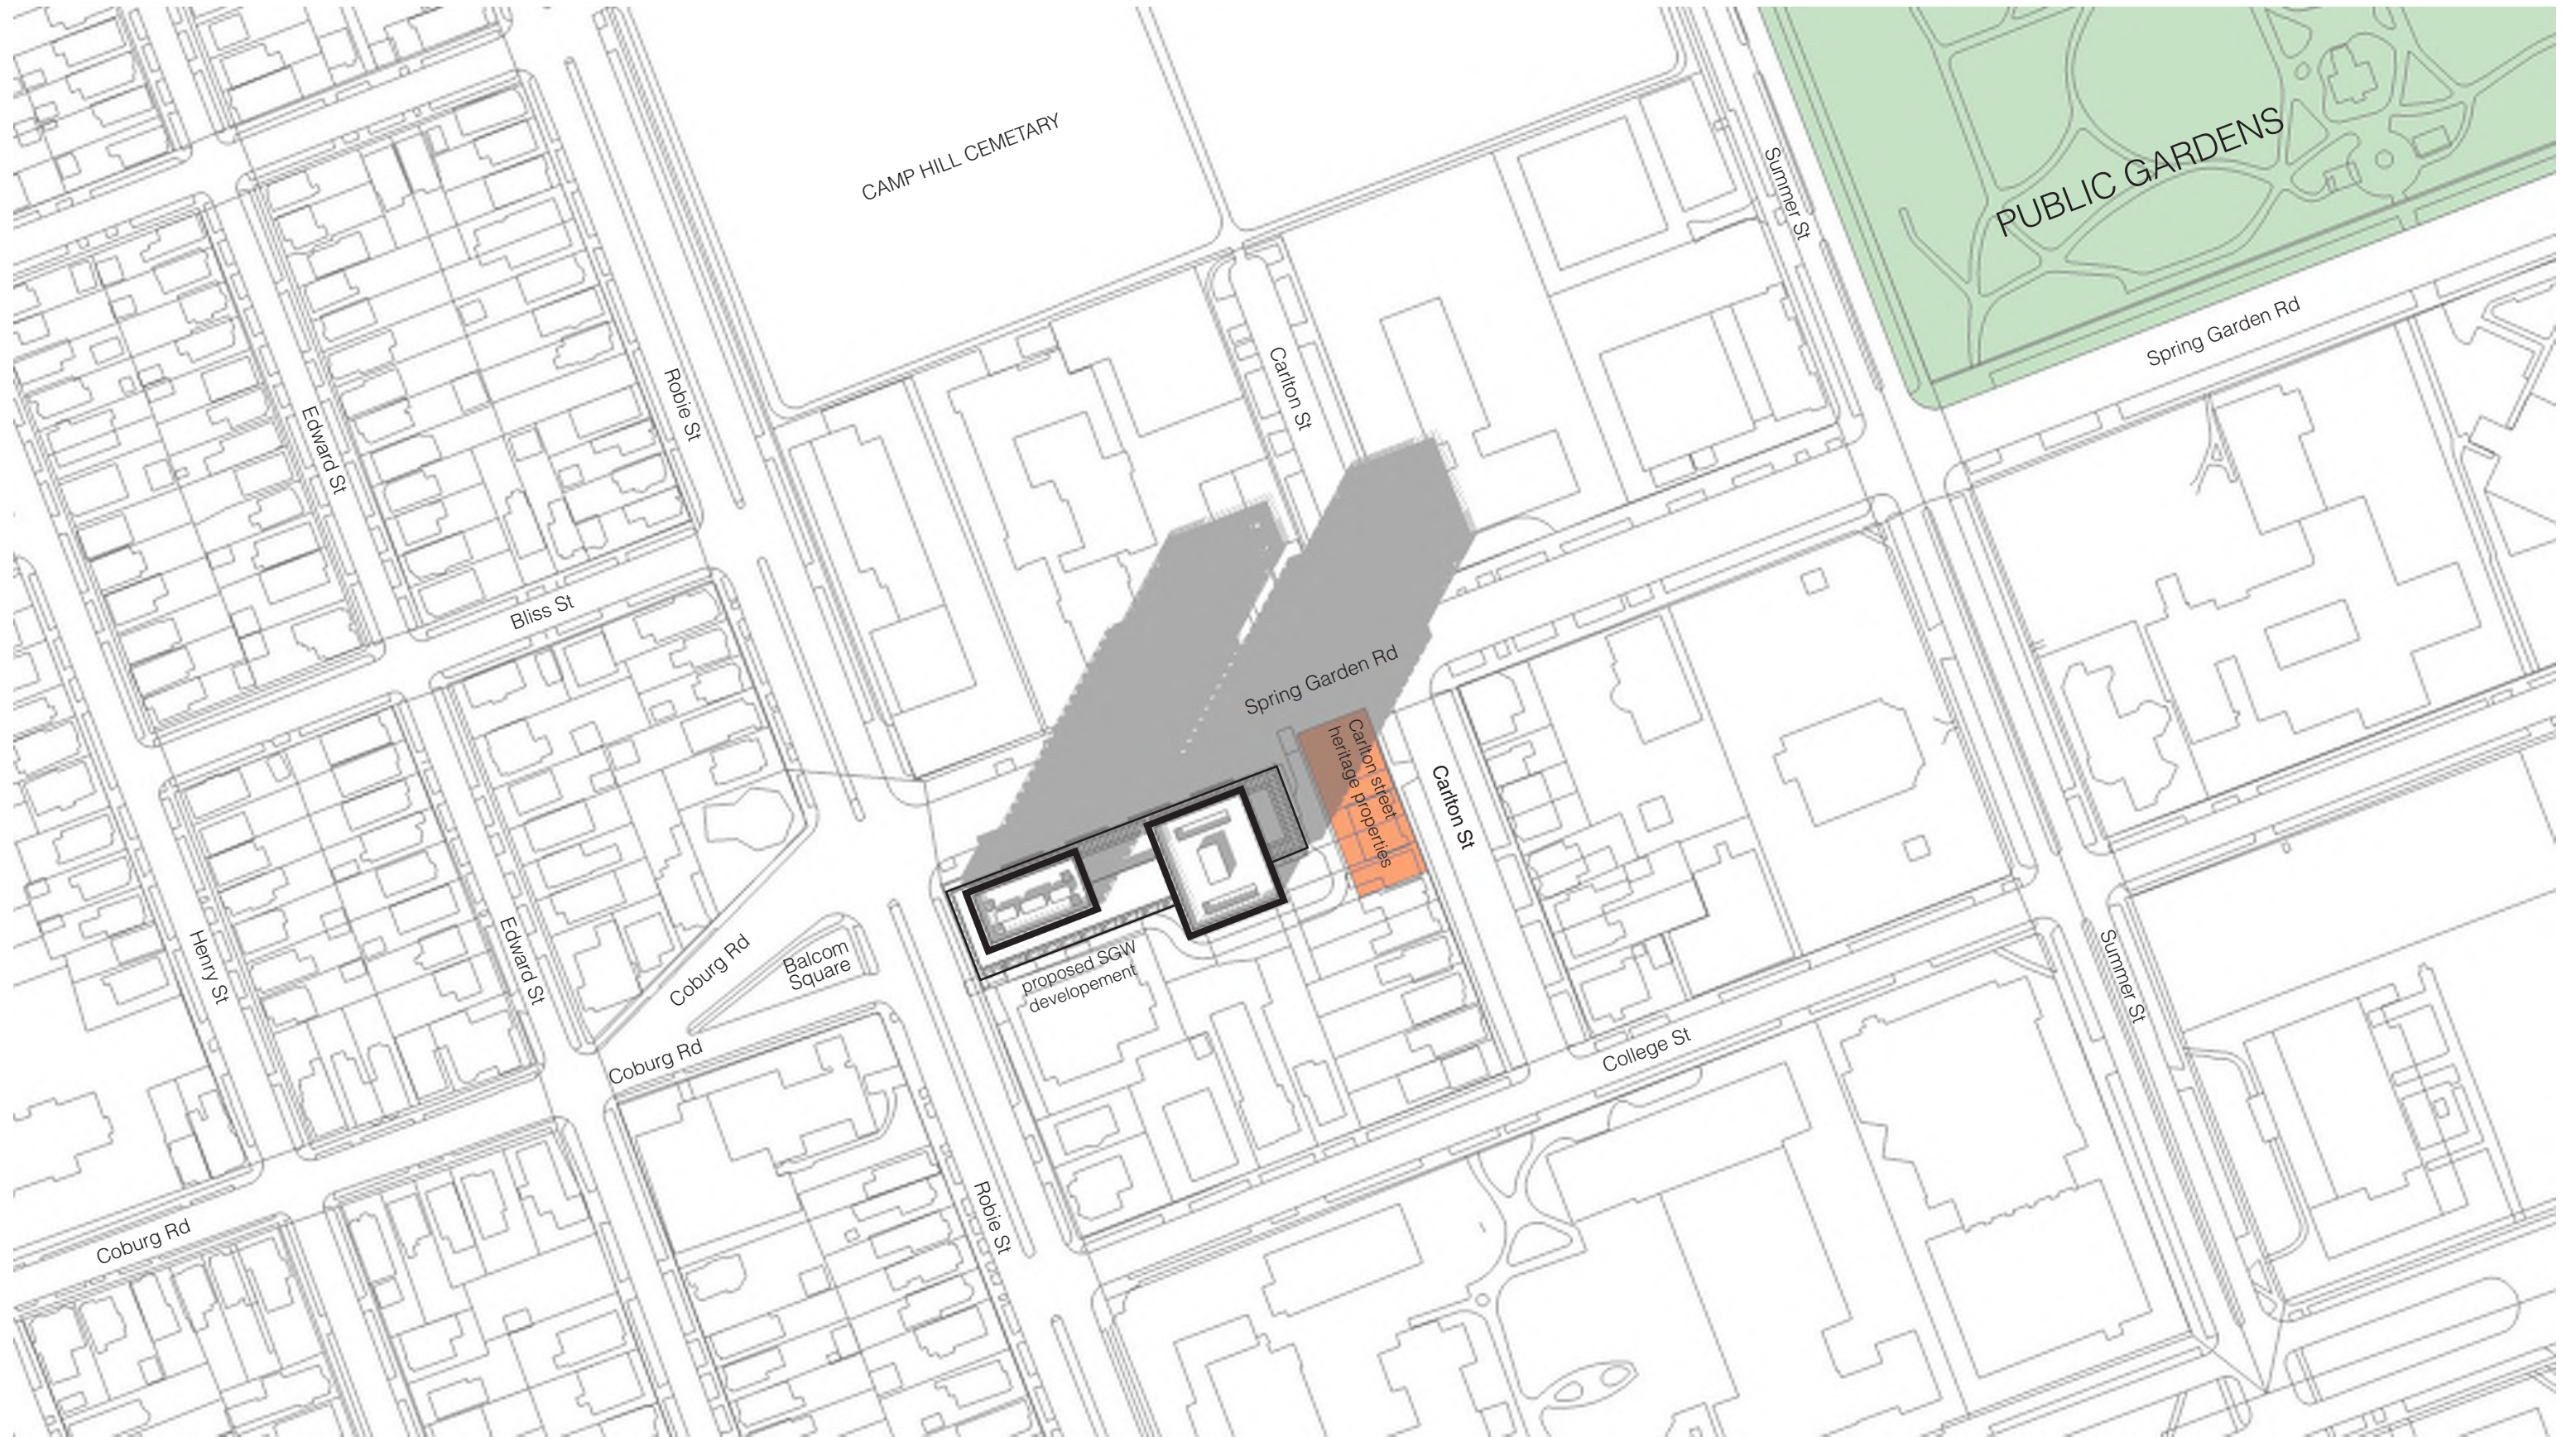 CAMP HILL CEMETARY
PUBLIC GARDENS
Summer St
Spring Garden Rd
Carlton St
Robie St
Edward St
Bliss St
Spring Garden Rd
Carlton street
heritage properties
Carlton St
Henry St
Edward St
Coburg Rd
Balcom
Square
proposed SGW
developement
Summer St
Coburg Rd
College St
Robie St
Coburg Rd